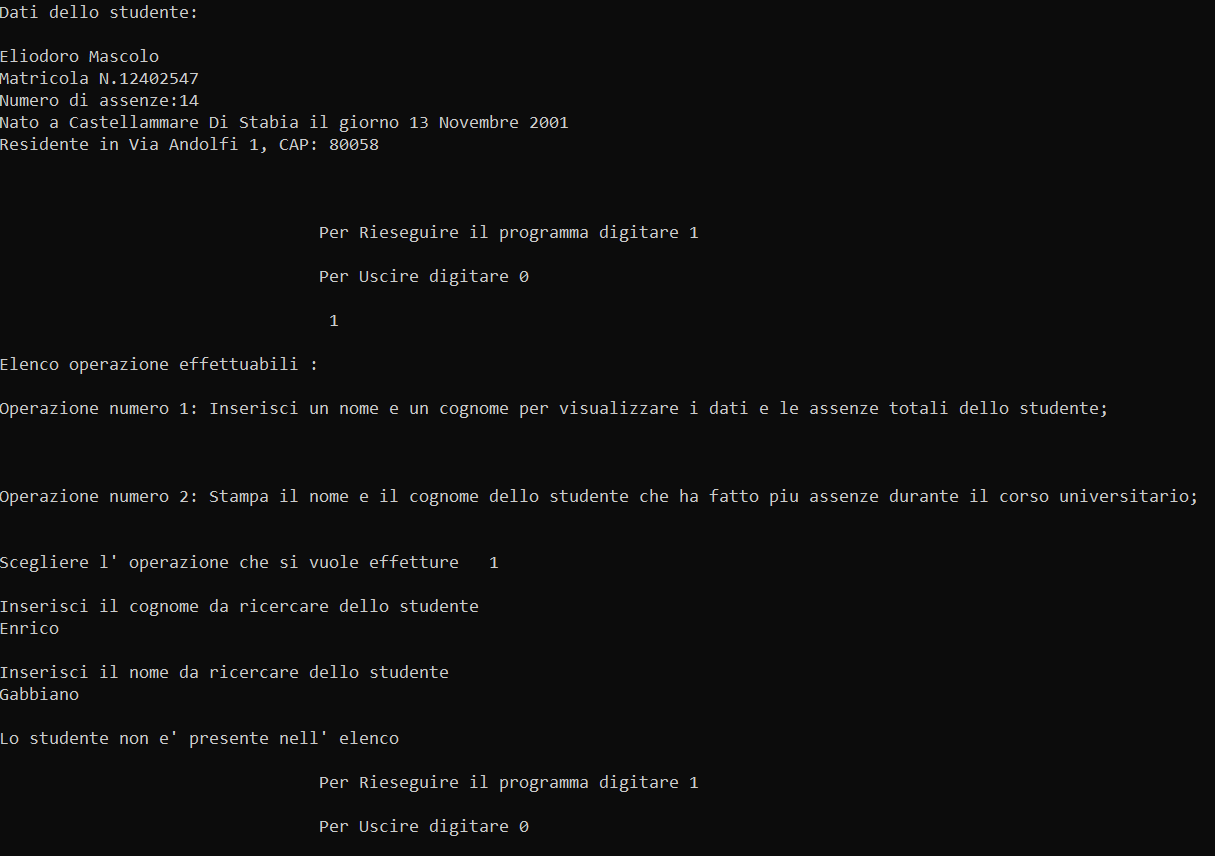 Dati dello studente:
Eliodoro Mascolo
Matricola N.12402547
Numero di assenze:14
Nato a Castellammare Di Stabia il giorno 13 Novembre 2001
Residente in Via Andolfi 1, CAP: 80058
Per Rieseguire il programma digitare 1
Per Uscire digitare 0
1
Elenco operazione effettuabili :
Operazione numero 1: Inserisci un nome e un cognome per visualizzare i dati e le assenze totali dello studente;
Operazione numero 2: Stampa il nome e il cognome dello studente che ha fatto piu assenze durante il corso universitario;
Scegliere l' operazione che si vuole effetture   1
Inserisci il cognome da ricercare dello studente
Enrico
Inserisci il nome da ricercare dello studente
Gabbiano
Lo studente non e' presente nell' elenco
Per Rieseguire il programma digitare 1
Per Uscire digitare 0